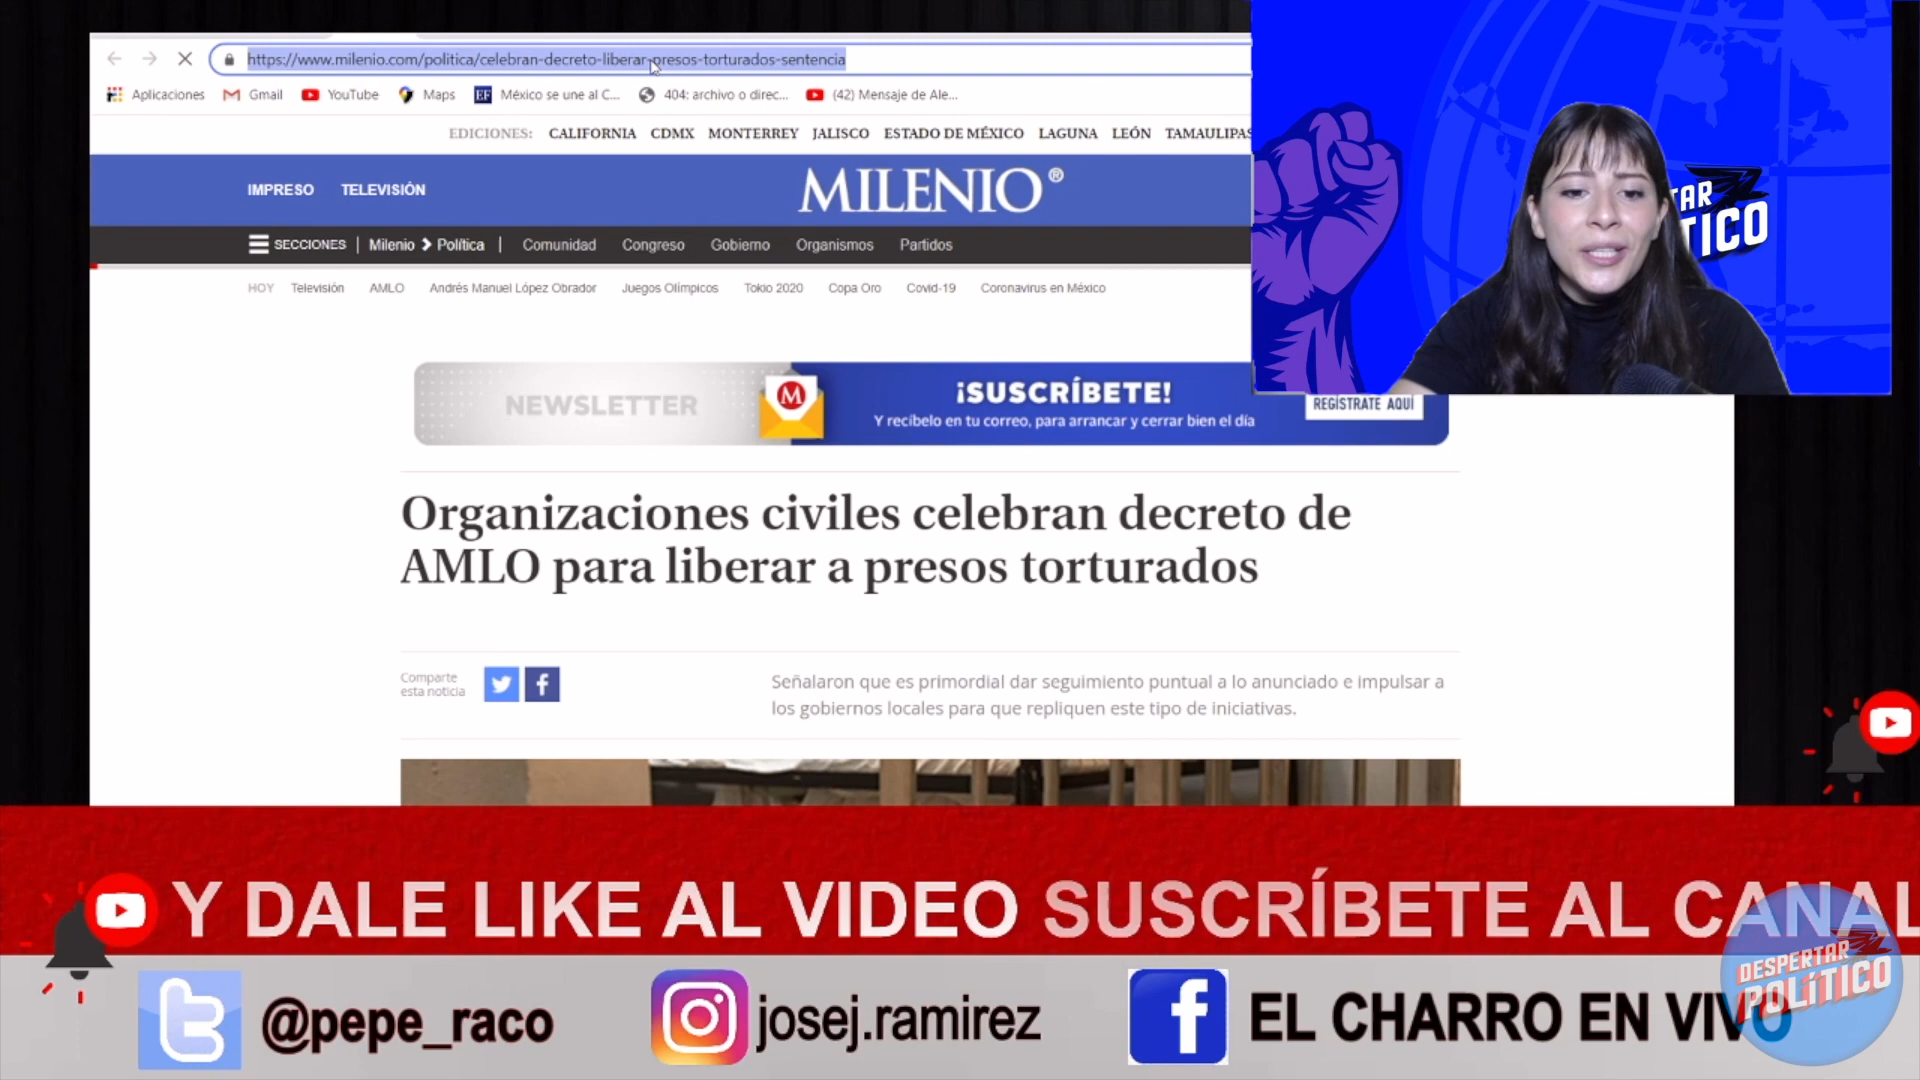 https://www.milenio.com/politica/celebran-decreto-liberar-presos-torturados-sentencia
Aplicaciones Gmail YouTube Maps EF México se une al C... 404: archivo o direc... (42) Mensaje de Ale...
EDICIONES: CALIFORNIA CDMX MONTERREY JALISCO ESTADO DE MÉXICO LAGUNA LEÓN TAMAULIPAS
IMPRESO TELEVISIÓN MILENIO®
SECCIONES | Milenio > Política | Comunidad Congreso Gobierno Organismos Partidos
HOY Televisión AMLO Andrés Manuel López Obrador Juegos Olímpicos Tokio 2020 Copa Oro Covid-19 Coronavirus en México
TAR
TICO
NEWSLETTER M ¡SUSCRÍBETE!
Y recíbelo en tu correo, para arrancar y cerrar bien el día
REGÍSTRATE AQUÍ
Organizaciones civiles celebran decreto de
AMLO para liberar a presos torturados
Comparte
esta noticia
Señalaron que es primordial dar seguimiento puntual a lo anunciado e impulsar a
los gobiernos locales para que repliquen este tipo de iniciativas.
Y DALE LIKE AL VIDEO SUSCRÍBETE AL CANAL
@pepe_raco josej.ramirez EL CHARRO EN VIVO
DESPERTAR
POLÍTICO